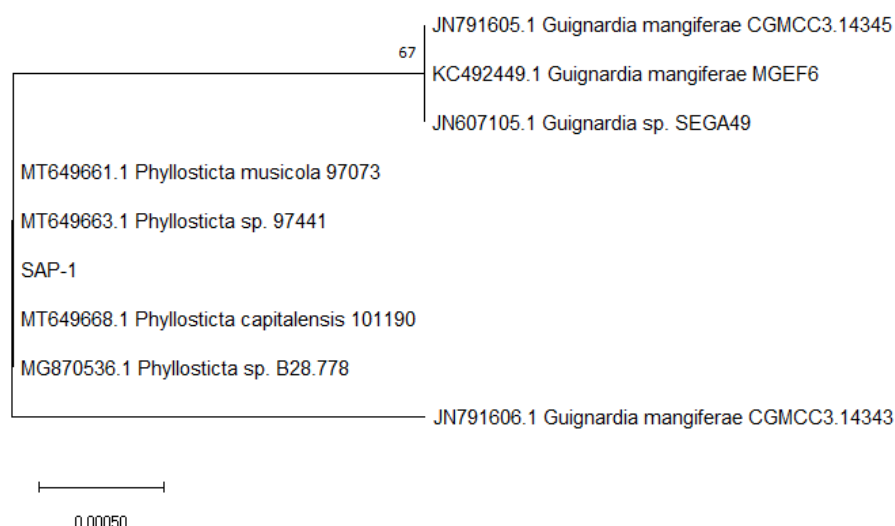 JN791605.1 Guignardia mangiferae CGMCC3.14345
67
KC492449.1 Guignardia mangiferae MGEF6
JN607105.1 Guignardia sp. SEGA49
MT649661.1 Phyllosticta musicola 97073
MT649663.1 Phyllosticta sp. 97441
SAP-1
MT649668.1 Phyllosticta capitalensis 101190
MG870536.1 Phyllosticta sp. B28.778
JN791606.1 Guignardia mangiferae CGMCC3.14343
0.00050